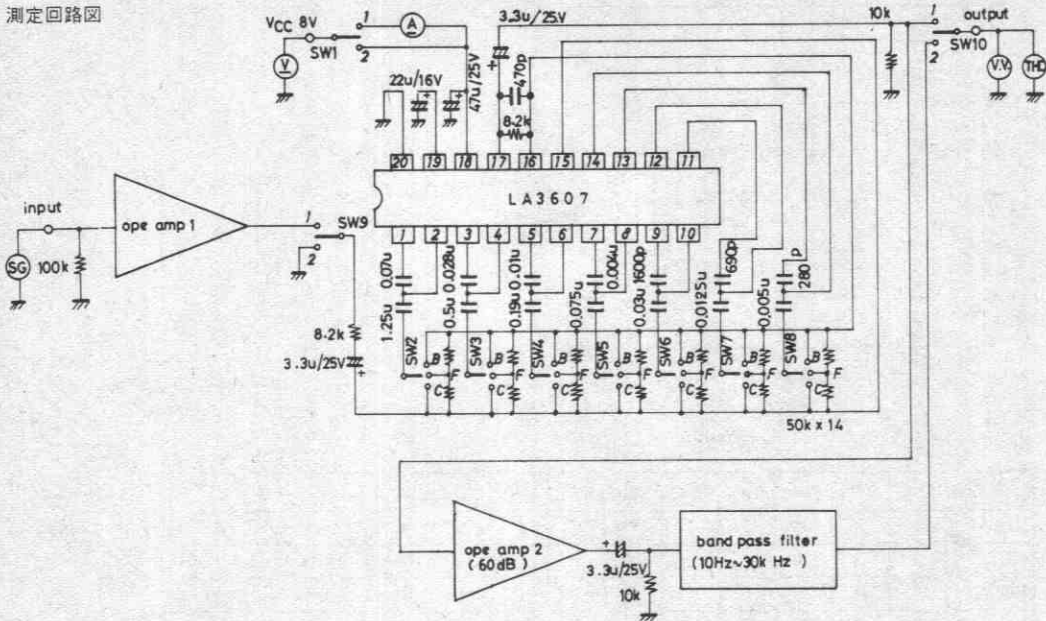 測定回路図
VCC 8V
SW1
1
2
A
V
3.3u/25V
10k
1
2
output
SW10
V.V.
THD
22u/16V
47u/25V
470p
8.2k
20 19 18 17 16 15 14 13 12 11
LA3607
1 2 3 4 5 6 7 8 9 10
input
SG
100k
ope amp 1
1
2
SW9
8.2k
3.3u/25V
0.07u
1.25u
0.028u
0.5u
0.01u
0.19u
0.004u
0.075u
1600p
0.03u
690p
0.0125u
280p
0.005u
SW2
SW3
SW4
SW5
SW6
SW7
SW8
B F C
B C
B C
B C
B F C
B F C
B F C
50k x 14
ope amp 2
(60dB)
3.3u/25V
10k
band pass filter
(10Hz~30k Hz)